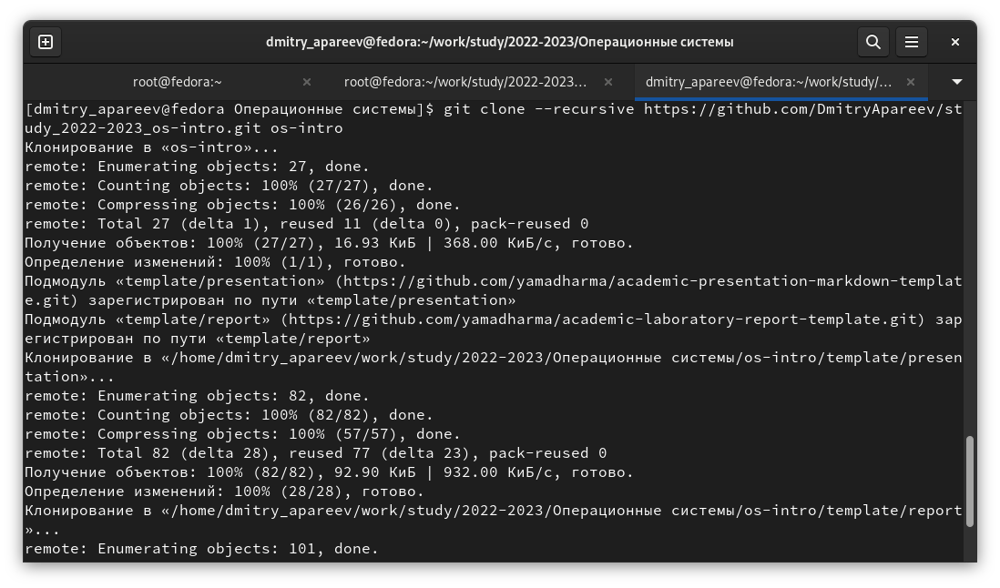 dmitry_apareev@fedora:~/work/study/2022-2023/Операционные системы
root@fedora:~
root@fedora:~/work/study/2022-2023...
dmitry_apareev@fedora:~/work/study/...
[dmitry_apareev@fedora Операционные системы]$ git clone --recursive https://github.com/DmitryApareev/st
udy_2022-2023_os-intro.git os-intro
Клонирование в «os-intro»...
remote: Enumerating objects: 27, done.
remote: Counting objects: 100% (27/27), done.
remote: Compressing objects: 100% (26/26), done.
remote: Total 27 (delta 1), reused 11 (delta 0), pack-reused 0
Получение объектов: 100% (27/27), 16.93 КиБ | 368.00 КиБ/с, готово.
Определение изменений: 100% (1/1), готово.
Подмодуль «template/presentation» (https://github.com/yamadharma/academic-presentation-markdown-templat
e.git) зарегистрирован по пути «template/presentation»
Подмодуль «template/report» (https://github.com/yamadharma/academic-laboratory-report-template.git) зар
егистрирован по пути «template/report»
Клонирование в «/home/dmitry_apareev/work/study/2022-2023/Операционные системы/os-intro/template/presen
tation»...
remote: Enumerating objects: 82, done.
remote: Counting objects: 100% (82/82), done.
remote: Compressing objects: 100% (57/57), done.
remote: Total 82 (delta 28), reused 77 (delta 23), pack-reused 0
Получение объектов: 100% (82/82), 92.90 КиБ | 932.00 КиБ/с, готово.
Определение изменений: 100% (28/28), готово.
Клонирование в «/home/dmitry_apareev/work/study/2022-2023/Операционные системы/os-intro/template/report
»...
remote: Enumerating objects: 101, done.